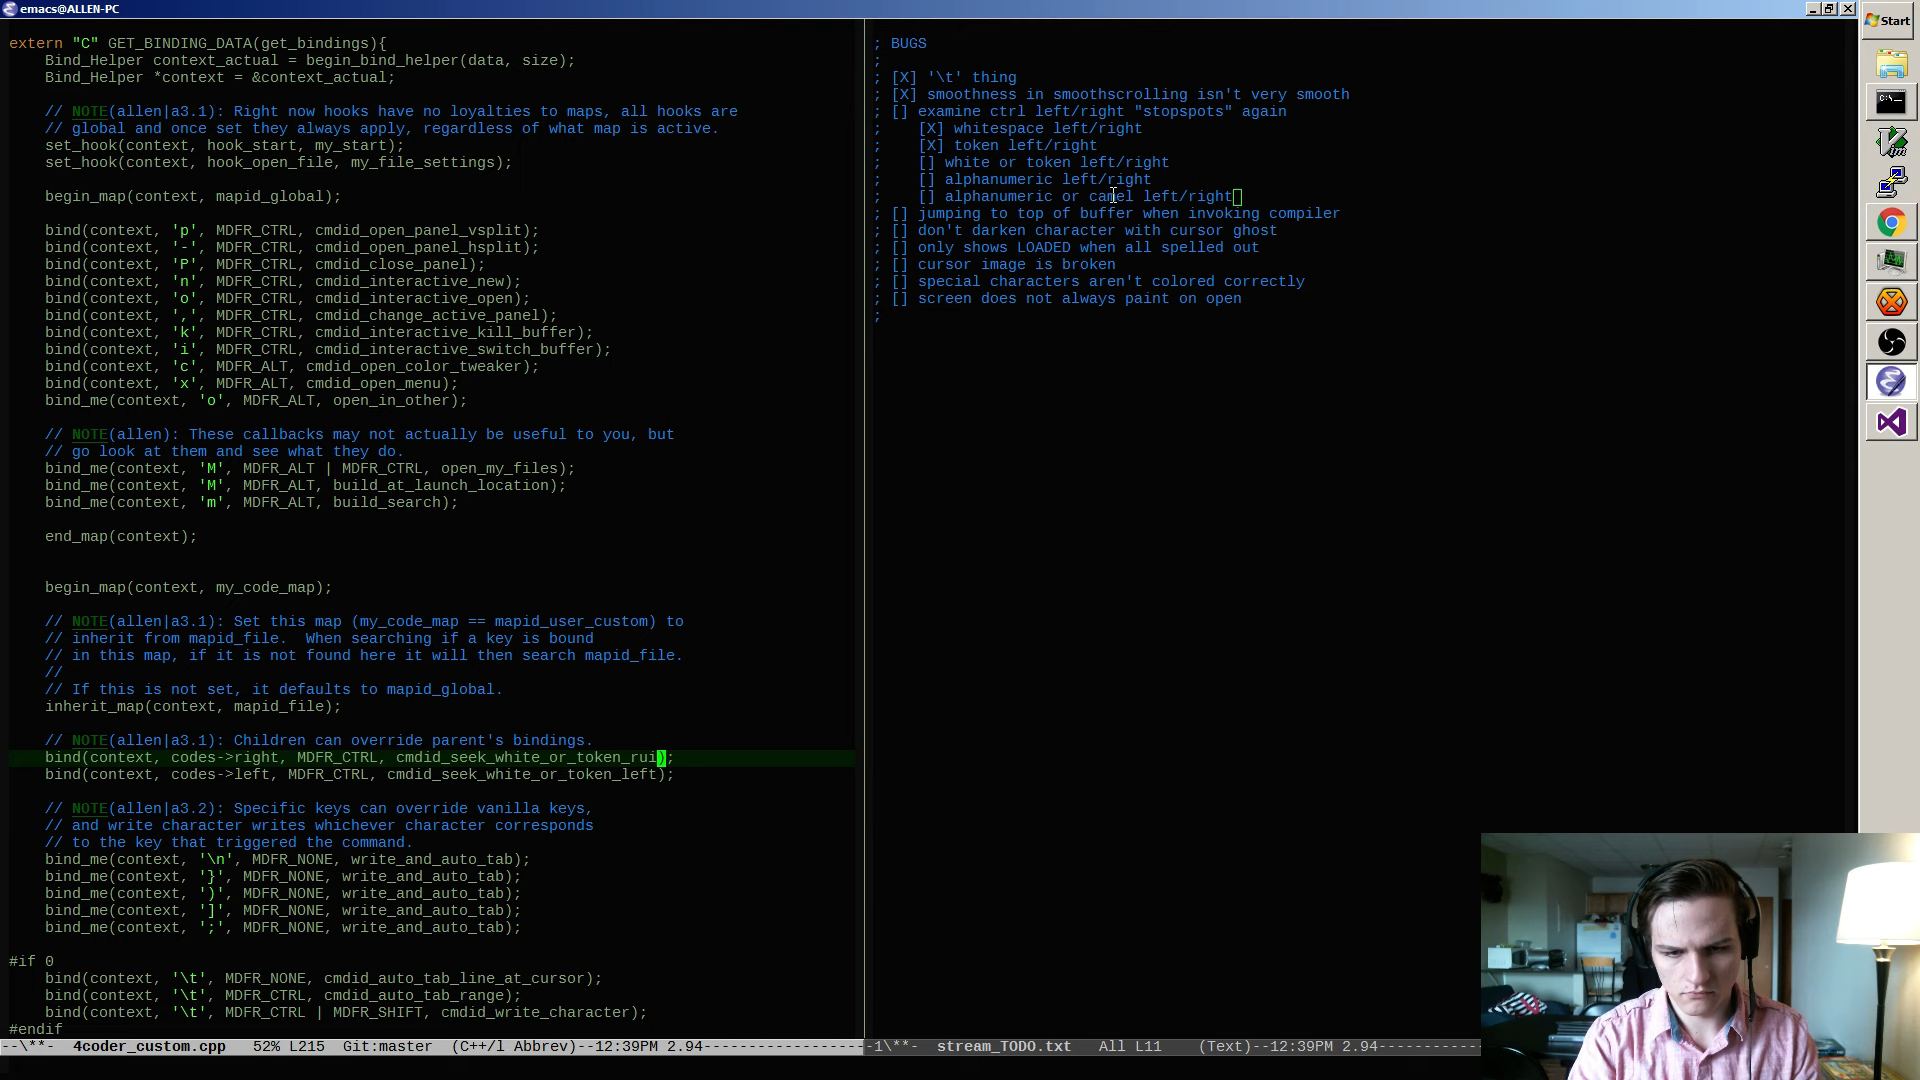 emacs@ALLEN-PC
extern "C" GET_BINDING_DATA(get_bindings){
    Bind_Helper context_actual = begin_bind_helper(data, size);
    Bind_Helper *context = &context_actual;
    // NOTE(allen|a3.1): Right now hooks have no loyalties to maps, all hooks are
    // global and once set they always apply, regardless of what map is active.
    set_hook(context, hook_start, my_start);
    set_hook(context, hook_open_file, my_file_settings);
    begin_map(context, mapid_global);
    bind(context, 'p', MDFR_CTRL, cmdid_open_panel_vsplit);
    bind(context, '-', MDFR_CTRL, cmdid_open_panel_hsplit);
    bind(context, 'P', MDFR_CTRL, cmdid_close_panel);
    bind(context, 'n', MDFR_CTRL, cmdid_interactive_new);
    bind(context, 'o', MDFR_CTRL, cmdid_interactive_open);
    bind(context, ',', MDFR_CTRL, cmdid_change_active_panel);
    bind(context, 'k', MDFR_CTRL, cmdid_interactive_kill_buffer);
    bind(context, 'i', MDFR_CTRL, cmdid_interactive_switch_buffer);
    bind(context, 'c', MDFR_ALT, cmdid_open_color_tweaker);
    bind(context, 'x', MDFR_ALT, cmdid_open_menu);
    bind_me(context, 'o', MDFR_ALT, open_in_other);
    // NOTE(allen): These callbacks may not actually be useful to you, but
    // go look at them and see what they do.
    bind_me(context, 'M', MDFR_ALT | MDFR_CTRL, open_my_files);
    bind_me(context, 'M', MDFR_ALT, build_at_launch_location);
    bind_me(context, 'm', MDFR_ALT, build_search);
    end_map(context);
    begin_map(context, my_code_map);
    // NOTE(allen|a3.1): Set this map (my_code_map == mapid_user_custom) to
    // inherit from mapid_file.  When searching if a key is bound
    // in this map, if it is not found here it will then search mapid_file.
    //
    // If this is not set, it defaults to mapid_global.
    inherit_map(context, mapid_file);
    // NOTE(allen|a3.1): Children can override parent's bindings.
    bind(context, codes->right, MDFR_CTRL, cmdid_seek_white_or_token_rui);
    bind(context, codes->left, MDFR_CTRL, cmdid_seek_white_or_token_left);
    // NOTE(allen|a3.2): Specific keys can override vanilla keys,
    // and write character writes whichever character corresponds
    // to the key that triggered the command.
    bind_me(context, '\n', MDFR_NONE, write_and_auto_tab);
    bind_me(context, '}', MDFR_NONE, write_and_auto_tab);
    bind_me(context, ')', MDFR_NONE, write_and_auto_tab);
    bind_me(context, ']', MDFR_NONE, write_and_auto_tab);
    bind_me(context, ';', MDFR_NONE, write_and_auto_tab);
#if 0
    bind(context, '\t', MDFR_NONE, cmdid_auto_tab_line_at_cursor);
    bind(context, '\t', MDFR_CTRL, cmdid_auto_tab_range);
    bind(context, '\t', MDFR_CTRL | MDFR_SHIFT, cmdid_write_character);
#endif
--\**-  4coder_custom.cpp    52% L215  Git:master  (C++/l Abbrev)--12:39PM 2.94------------------
; BUGS
;
; [X] '\t' thing
; [X] smoothness in smoothscrolling isn't very smooth
; [] examine ctrl left/right "stopspots" again
;    [X] whitespace left/right
;    [X] token left/right
;    [] white or token left/right
;    [] alphanumeric left/right
;    [] alphanumeric or camel left/right
; [] jumping to top of buffer when invoking compiler
; [] don't darken character with cursor ghost
; [] only shows LOADED when all spelled out
; [] cursor image is broken
; [] special characters aren't colored correctly
; [] screen does not always paint on open
;
-1\**-  stream_TODO.txt   All L11    (Text)--12:39PM 2.94--------
Start
C:\_
Vim